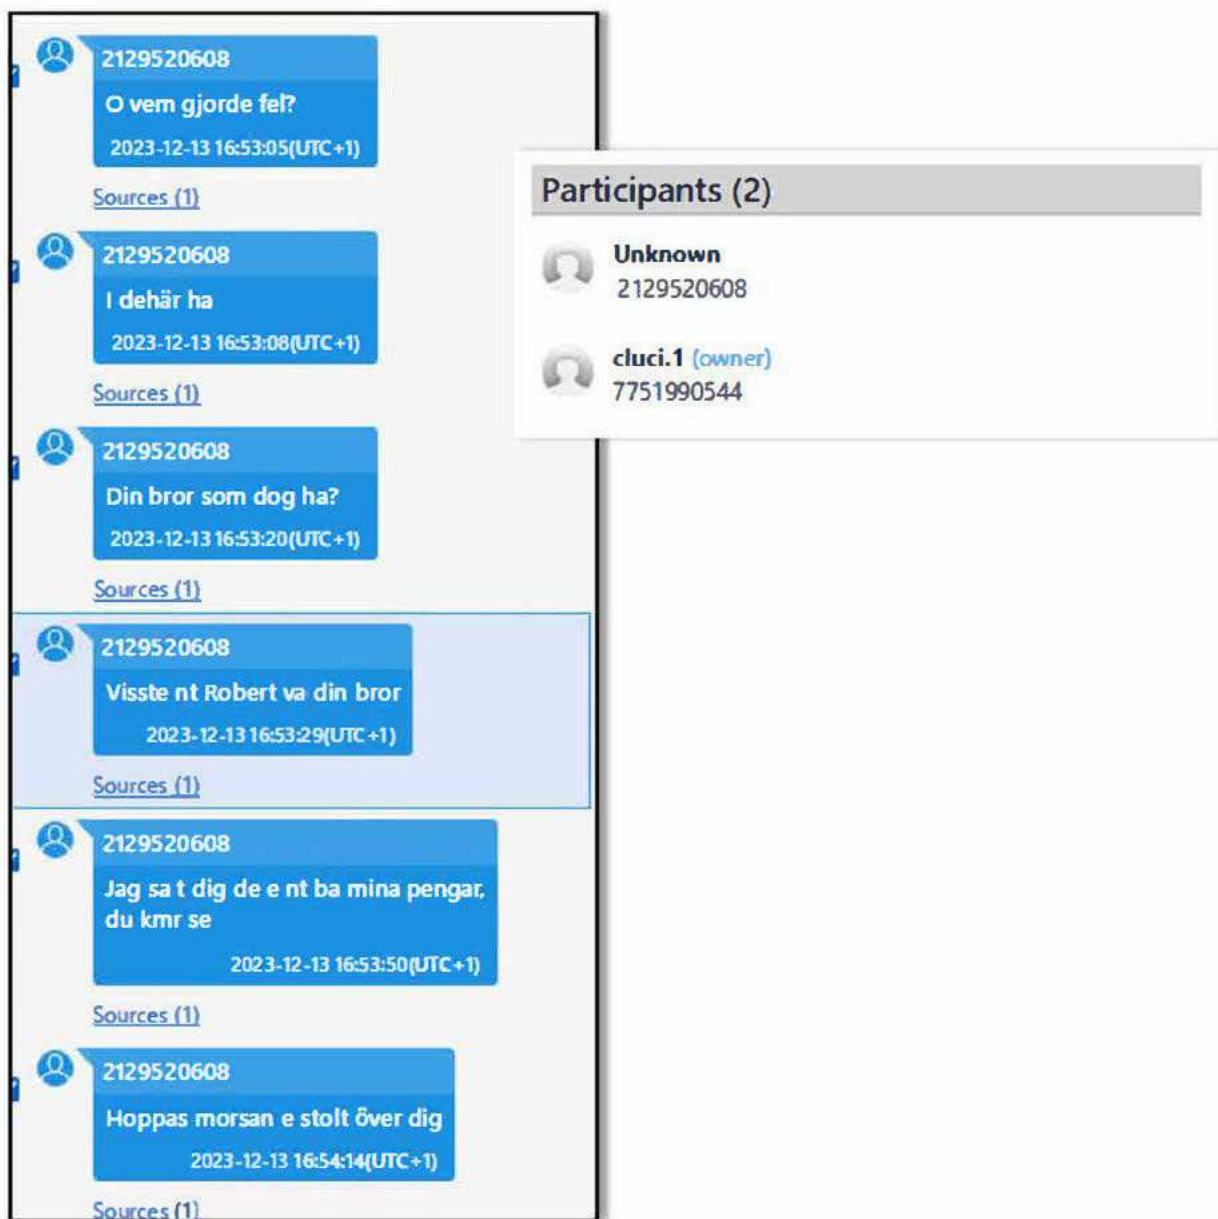 2129520608
O vem gjorde fel?
2023-12-13 16:53:05(UTC+1)
Sources (1)
2129520608
I dehär ha
2023-12-13 16:53:08(UTC+1)
Sources (1)
2129520608
Din bror som dog ha?
2023-12-13 16:53:20(UTC+1)
Sources (1)
2129520608
Visste nt Robert va din bror
2023-12-13 16:53:29(UTC+1)
Sources (1)
2129520608
Jag sa t dig de e nt ba mina pengar,
du kmr se
2023-12-13 16:53:50(UTC+1)
Sources (1)
2129520608
Hoppas morsan e stolt över dig
2023-12-13 16:54:14(UTC+1)
Sources (1)
Participants (2)
Unknown
2129520608
cluci.1 (owner)
7751990544